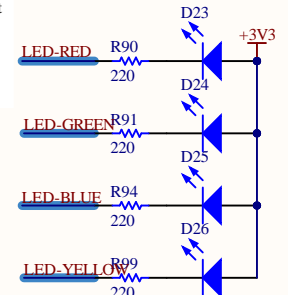 D23
+3V3
LED-RED R90
220
D24
LED-GREEN R91
220
D25
LED-BLUE R94
220
D26
LED-YELLOW R99
220